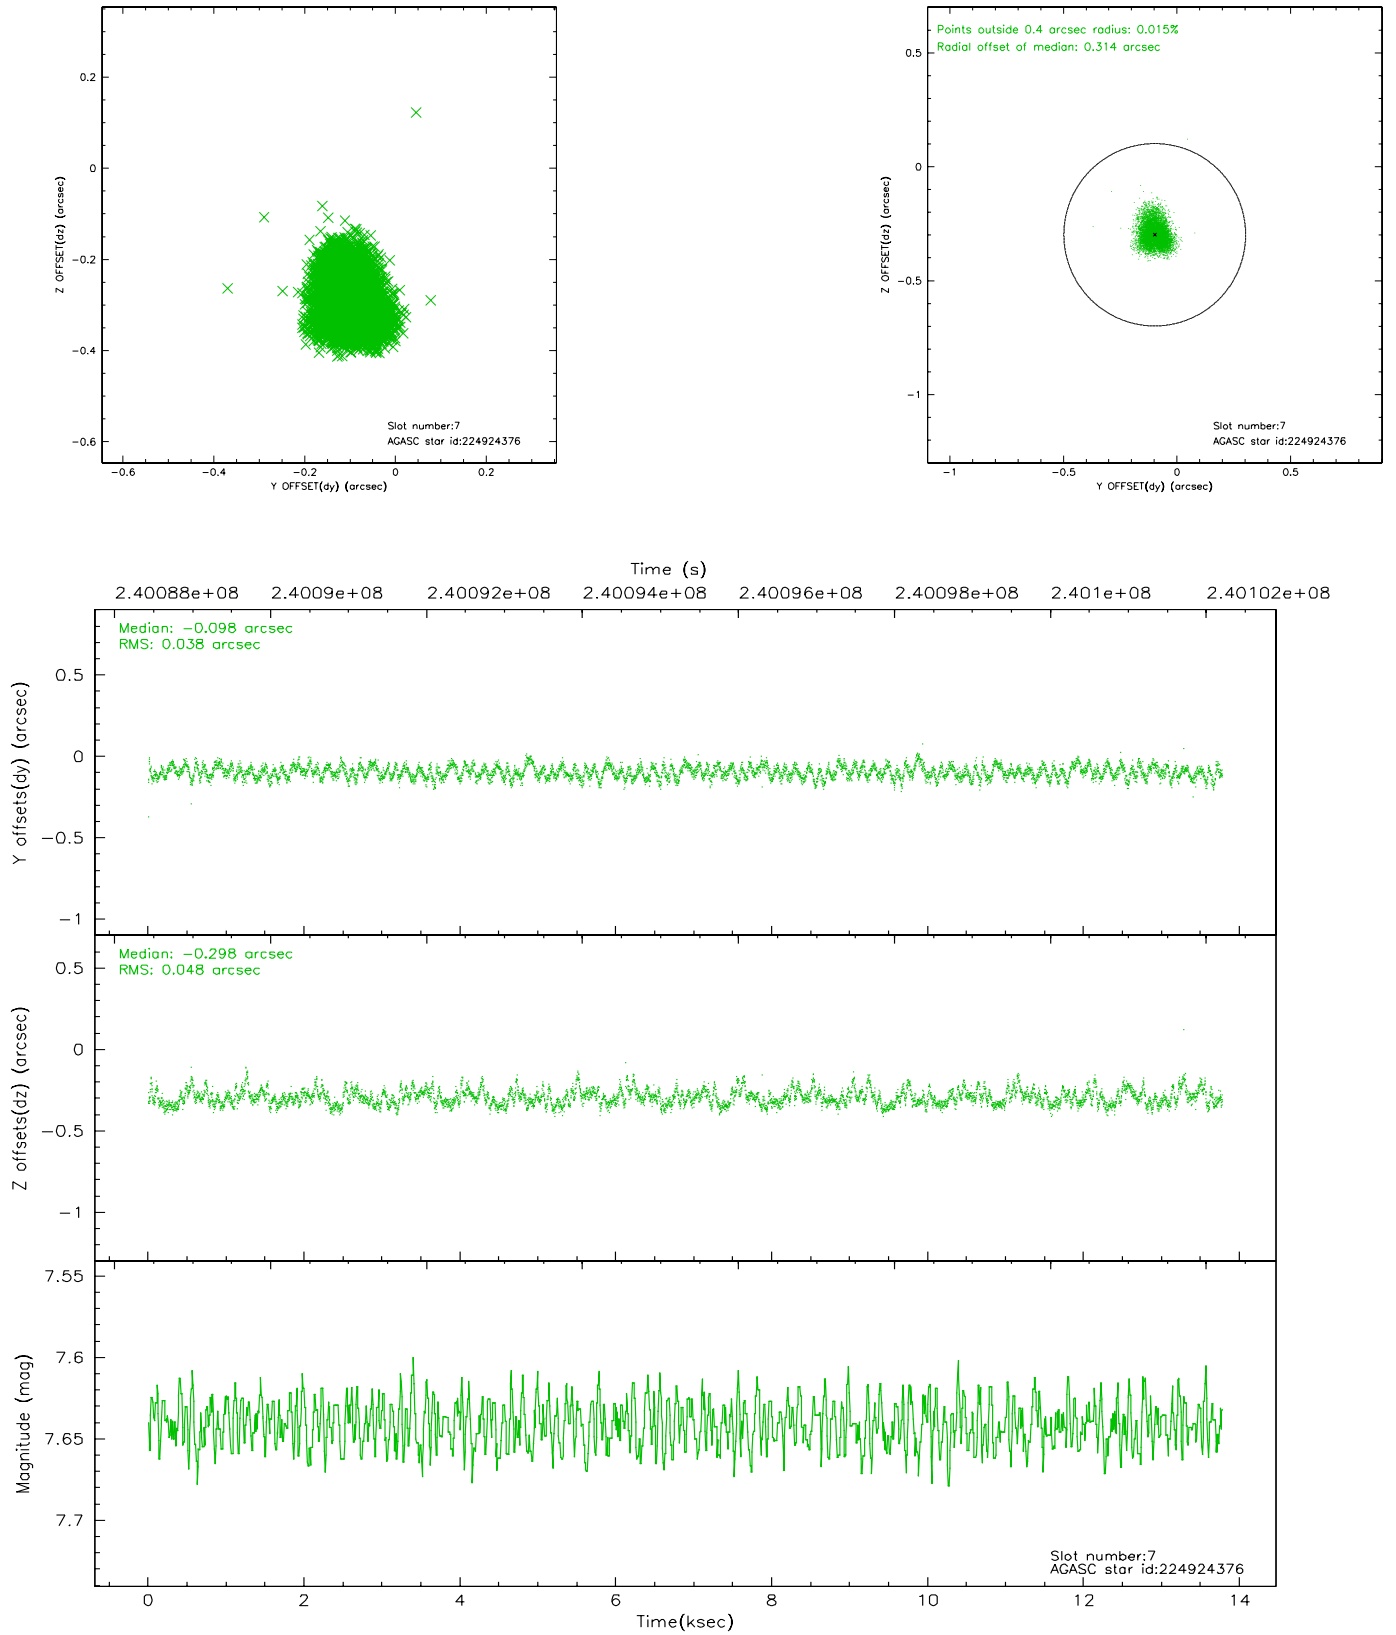 0.2
0
−0.2
−0.4
−0.6
Z OFFSET(dz) (arcsec)
Slot number:7
AGASC star id:224924376
−0.6 −0.4 −0.2 0 0.2
Y OFFSET(dy) (arcsec)
Points outside 0.4 arcsec radius: 0.015%
Radial offset of median: 0.314 arcsec
0.5
0
−0.5
−1
Z OFFSET(dz) (arcsec)
Slot number:7
AGASC star id:224924376
−1 −0.5 0 0.5
Y OFFSET(dy) (arcsec)
Time (s)
2.40088e+08 2.4009e+08 2.40092e+08 2.40094e+08 2.40096e+08 2.40098e+08 2.401e+08 2.40102e+08
Median: −0.098 arcsec
RMS: 0.038 arcsec
0.5
0
−0.5
−1
Y offsets(dy) (arcsec)
Median: −0.298 arcsec
RMS: 0.048 arcsec
0.5
0
−0.5
−1
Z offsets(dz) (arcsec)
7.55
7.6
7.65
7.7
Magnitude (mag)
Slot number:7
AGASC star id:224924376
0 2 4 6 8 10 12 14
Time(ksec)